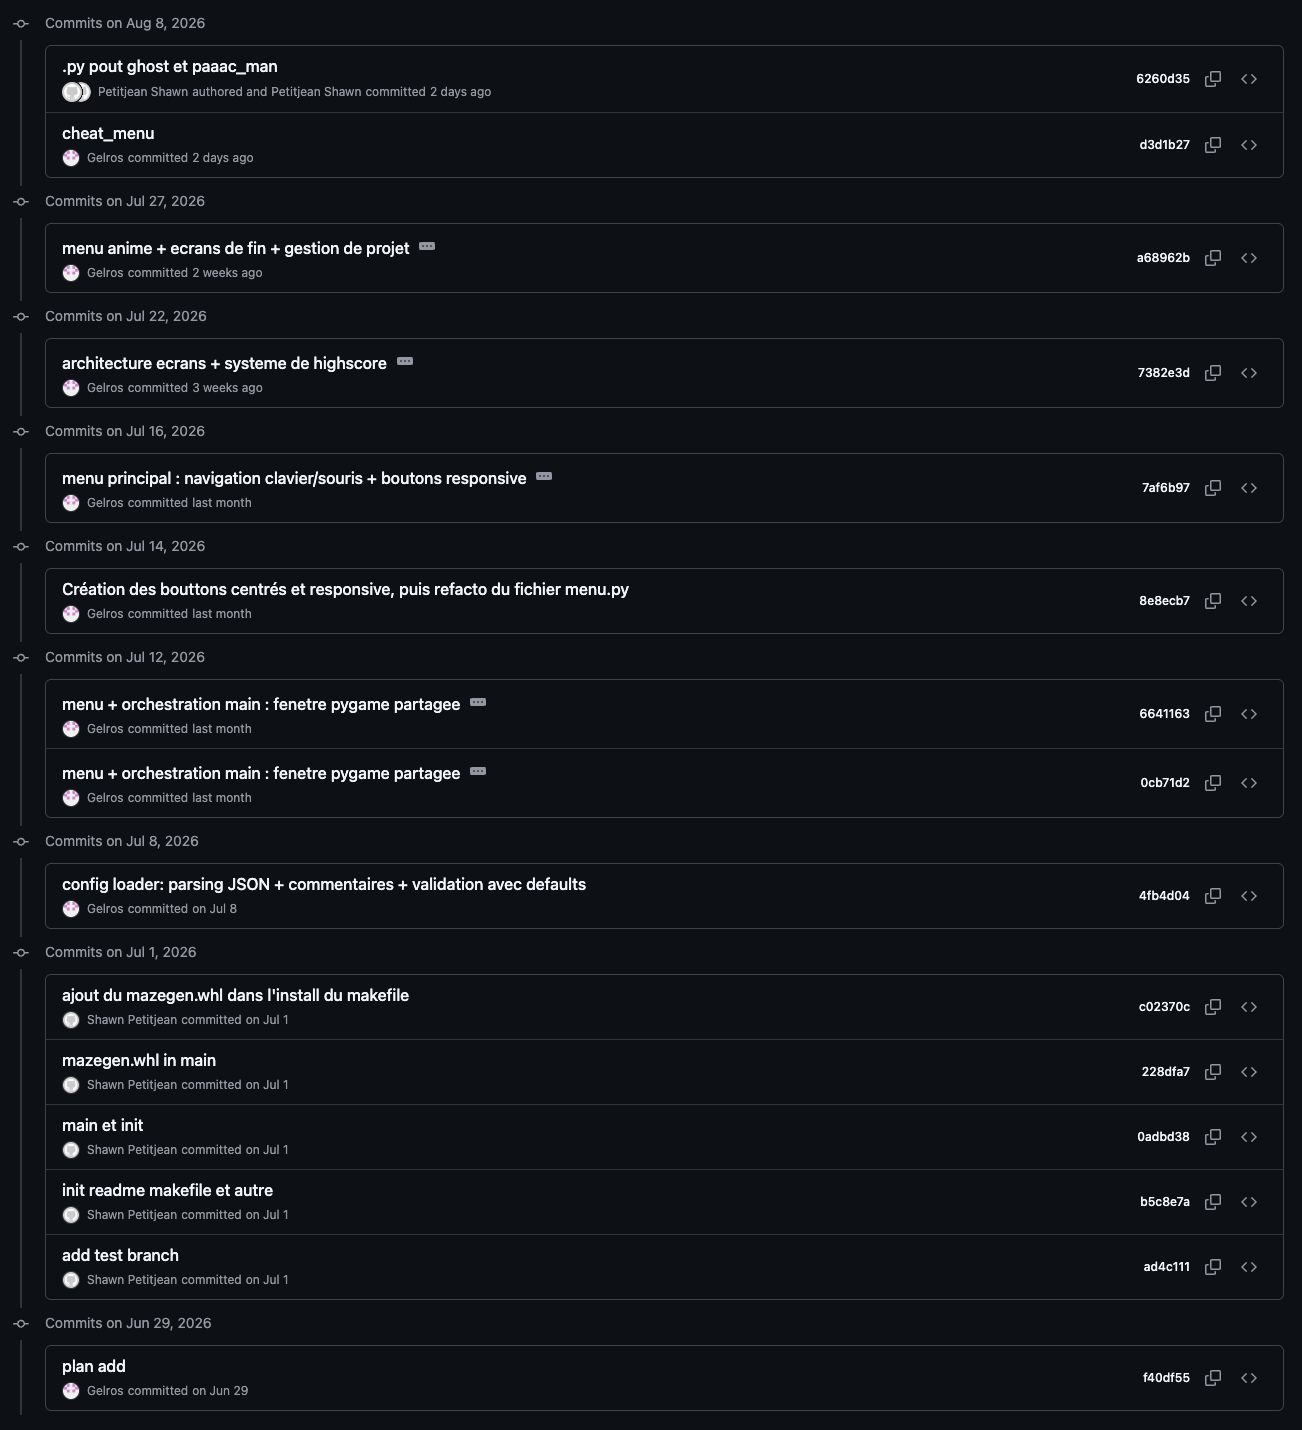 Commits on Aug 8, 2026
.py pout ghost et paaac_man
Petitjean Shawn authored and Petitjean Shawn committed 2 days ago
6260d35
cheat_menu
Gelros committed 2 days ago
d3d1b27
Commits on Jul 27, 2026
menu anime + ecrans de fin + gestion de projet
Gelros committed 2 weeks ago
a68962b
Commits on Jul 22, 2026
architecture ecrans + systeme de highscore
Gelros committed 3 weeks ago
7382e3d
Commits on Jul 16, 2026
menu principal : navigation clavier/souris + boutons responsive
Gelros committed last month
7af6b97
Commits on Jul 14, 2026
Création des bouttons centrés et responsive, puis refacto du fichier menu.py
Gelros committed last month
8e8ecb7
Commits on Jul 12, 2026
menu + orchestration main : fenetre pygame partagee
Gelros committed last month
6641163
menu + orchestration main : fenetre pygame partagee
Gelros committed last month
0cb71d2
Commits on Jul 8, 2026
config loader: parsing JSON + commentaires + validation avec defaults
Gelros committed on Jul 8
4fb4d04
Commits on Jul 1, 2026
ajout du mazegen.whl dans l'install du makefile
Shawn Petitjean committed on Jul 1
c02370c
mazegen.whl in main
Shawn Petitjean committed on Jul 1
228dfa7
main et init
Shawn Petitjean committed on Jul 1
0adbd38
init readme makefile et autre
Shawn Petitjean committed on Jul 1
b5c8e7a
add test branch
Shawn Petitjean committed on Jul 1
ad4c111
Commits on Jun 29, 2026
plan add
Gelros committed on Jun 29
f40df55